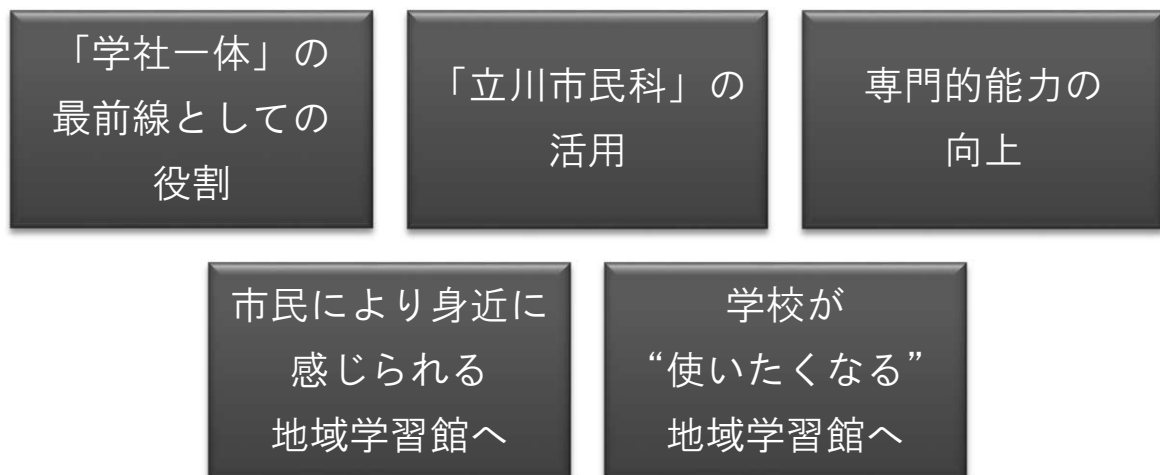 「学社一体」の
最前線としての
役割
「立川市民科」の
活用
専門的能力の
向上
市民により身近に
感じられる
地域学習館へ
学校が
“使いたくなる”
地域学習館へ